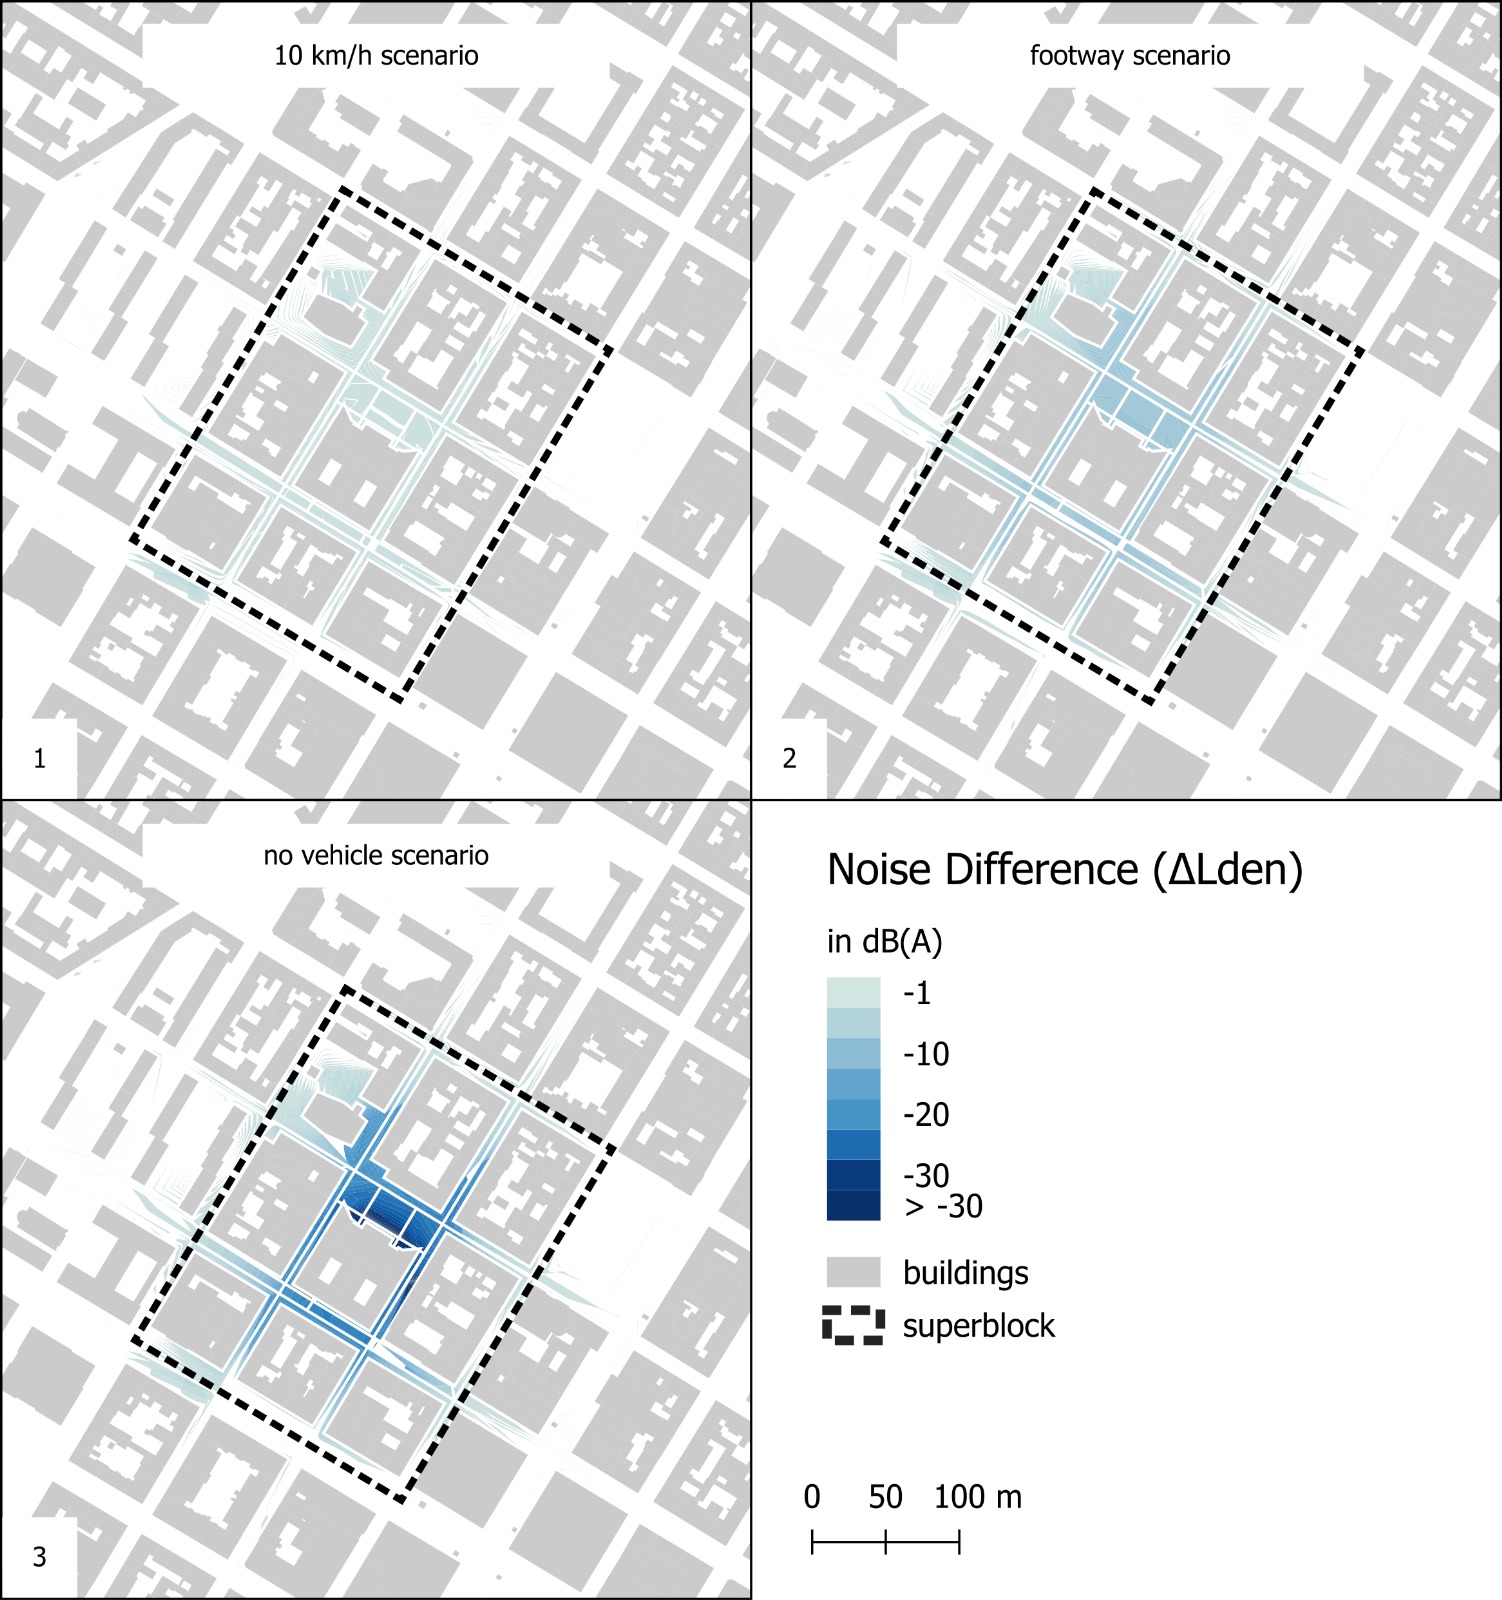 10 km/h scenario
footway scenario
1
2
no vehicle scenario
3
Noise Difference (ΔLden)
in dB(A)
-1
-10
-20
-30
> -30
buildings
superblock
0 50 100 m